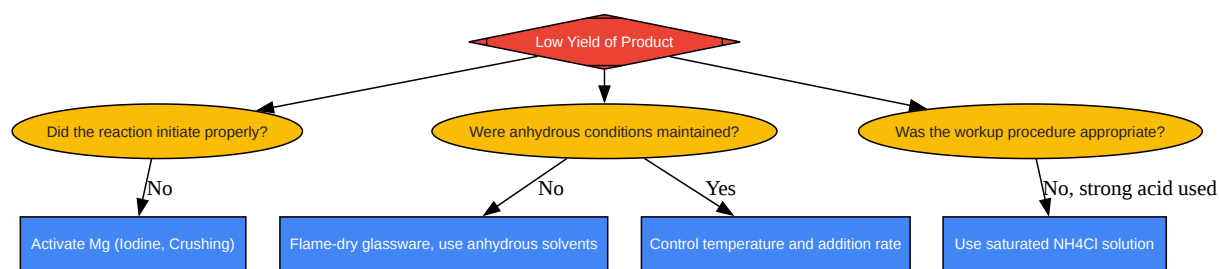 Low Yield of Product
Did the reaction initiate properly?
Were anhydrous conditions maintained?
Was the workup procedure appropriate?
No
No
Yes
No, strong acid used
Activate Mg (Iodine, Crushing)
Flame-dry glassware, use anhydrous solvents
Control temperature and addition rate
Use saturated NH4Cl solution